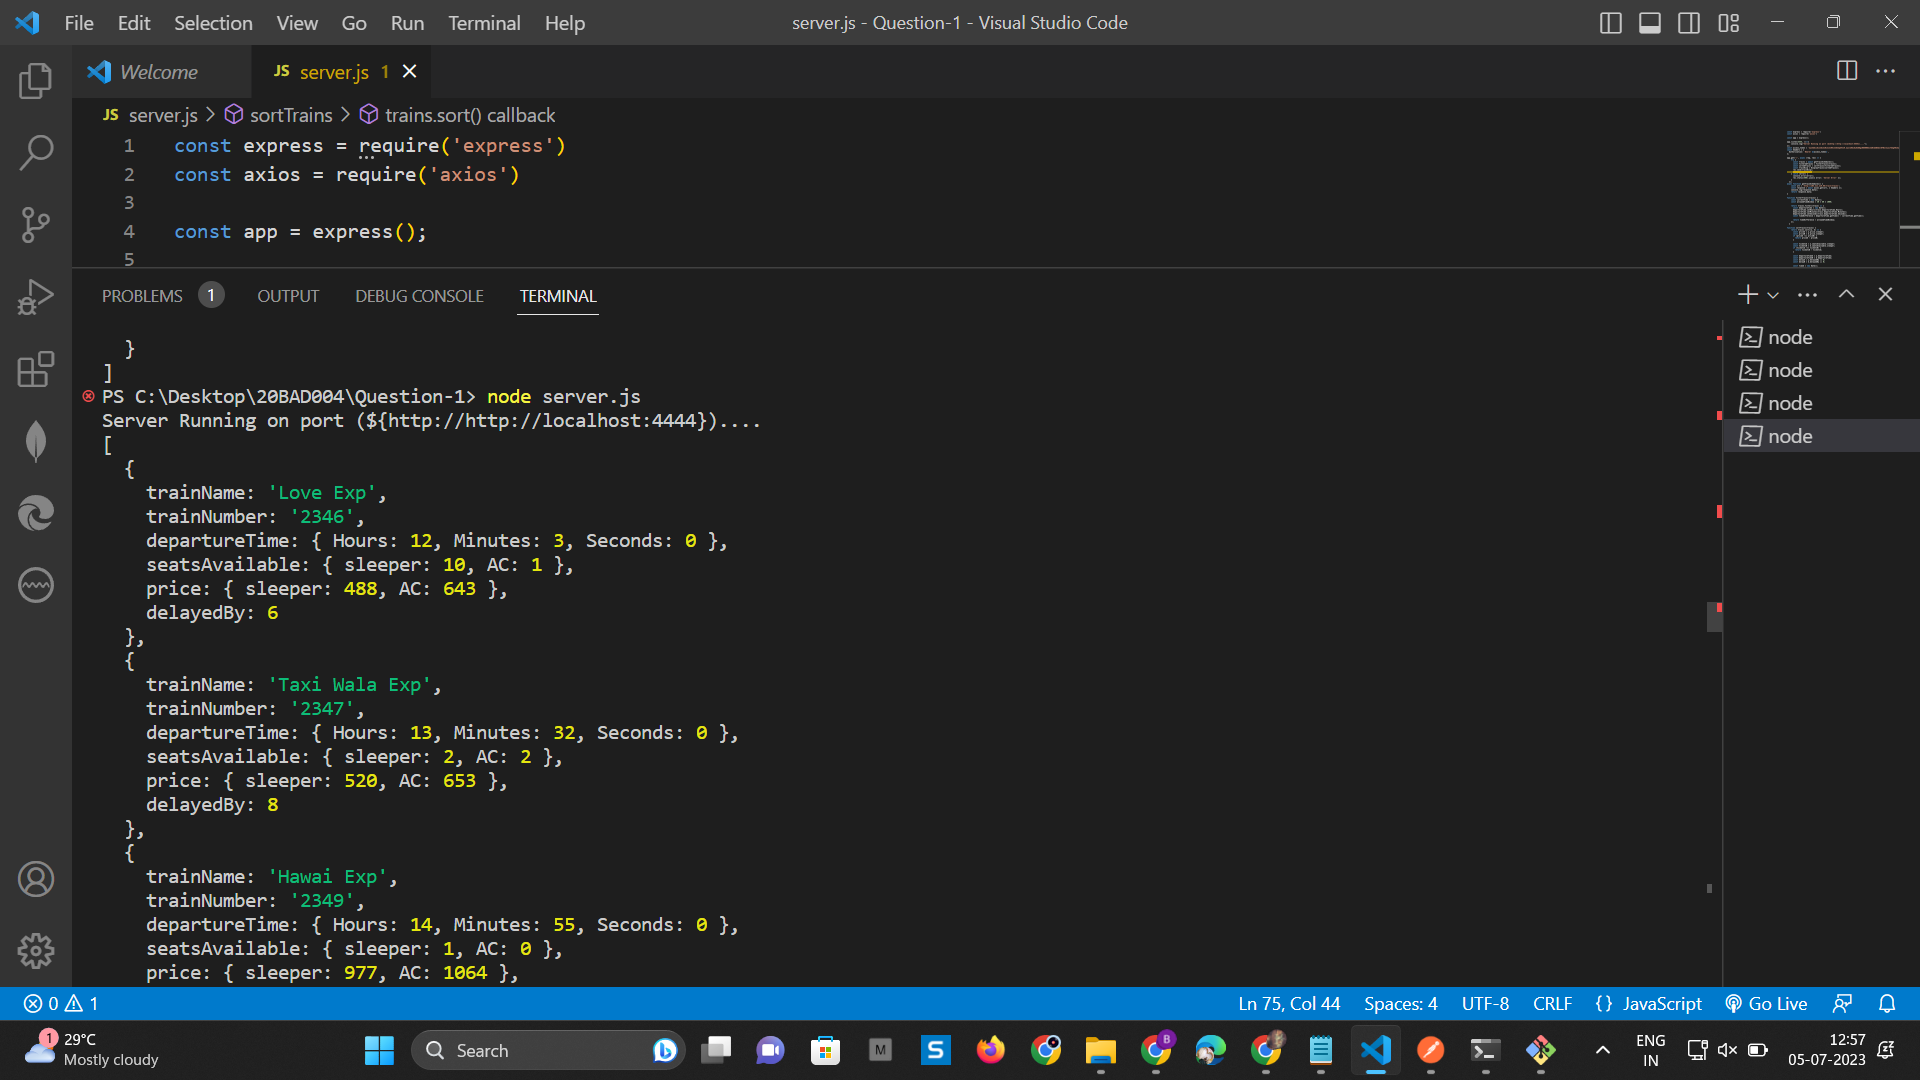 File Edit Selection View Go Run Terminal Help server.js - Question-1 - Visual Studio Code
Welcome JS server.js 1
JS server.js > sortTrains > trains.sort() callback
1 const express = require('express')
2 const axios = require('axios')
3
4 const app = express();
5
PROBLEMS 1 OUTPUT DEBUG CONSOLE TERMINAL
}
]
PS C:\Desktop\20BAD004\Question-1> node server.js
Server Running on port (${http://http://localhost:4444})....
[
{
trainName: 'Love Exp',
trainNumber: '2346',
departureTime: { Hours: 12, Minutes: 3, Seconds: 0 },
seatsAvailable: { sleeper: 10, AC: 1 },
price: { sleeper: 488, AC: 643 },
delayedBy: 6
},
{
trainName: 'Taxi Wala Exp',
trainNumber: '2347',
departureTime: { Hours: 13, Minutes: 32, Seconds: 0 },
seatsAvailable: { sleeper: 2, AC: 2 },
price: { sleeper: 520, AC: 653 },
delayedBy: 8
},
{
trainName: 'Hawai Exp',
trainNumber: '2349',
departureTime: { Hours: 14, Minutes: 55, Seconds: 0 },
seatsAvailable: { sleeper: 1, AC: 0 },
price: { sleeper: 977, AC: 1064 },
node
node
node
node
0 1 Ln 75, Col 44 Spaces: 4 UTF-8 CRLF {} JavaScript Go Live
1 29°C
Mostly cloudy
Search
M
S
B
ENG
IN
12:57
05-07-2023